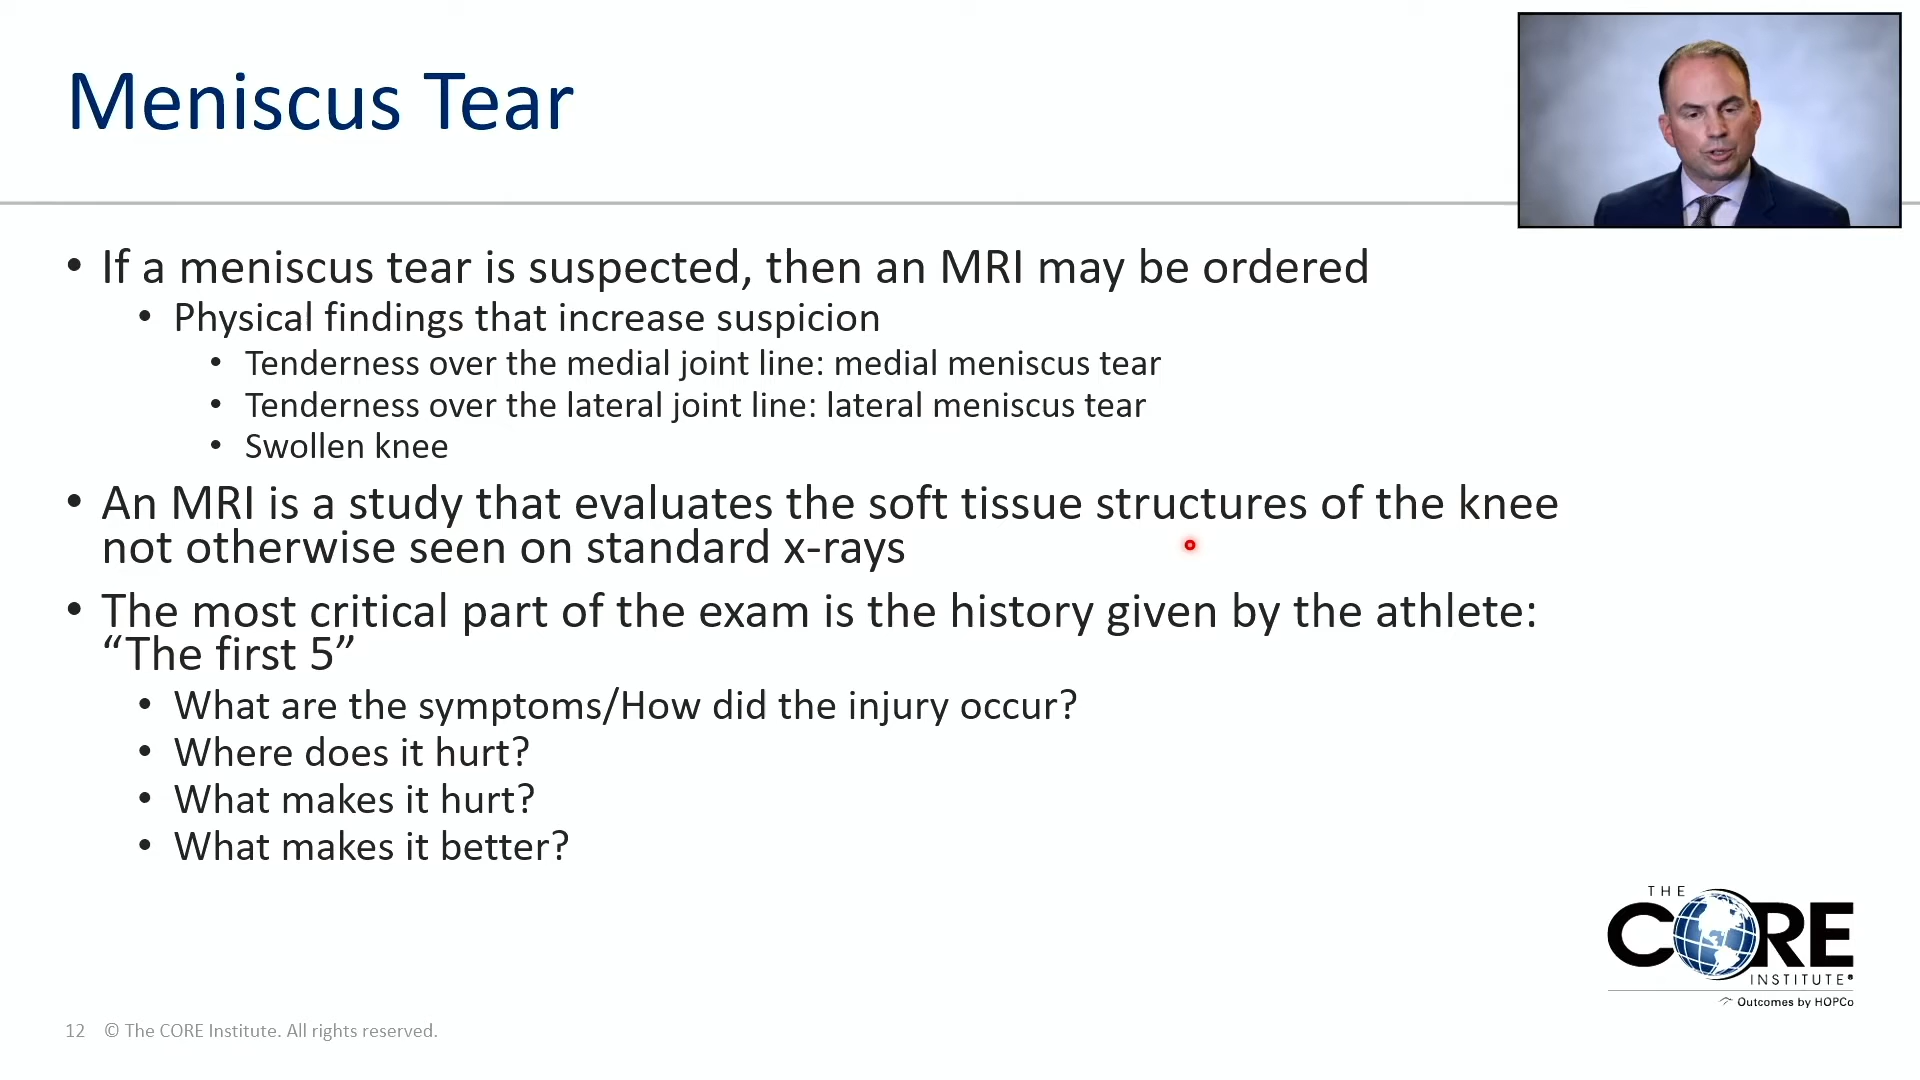 Meniscus Tear
• If a meniscus tear is suspected, then an MRI may be ordered
• Physical findings that increase suspicion
• Tenderness over the medial joint line: medial meniscus tear
• Tenderness over the lateral joint line: lateral meniscus tear
• Swollen knee
• An MRI is a study that evaluates the soft tissue structures of the knee
not otherwise seen on standard x-rays
• The most critical part of the exam is the history given by the athlete:
“The first 5”
• What are the symptoms/How did the injury occur?
• Where does it hurt?
• What makes it hurt?
• What makes it better?
THE
CORE
INSTITUTE®
Outcomes by HOPCo
12 © The CORE Institute. All rights reserved.